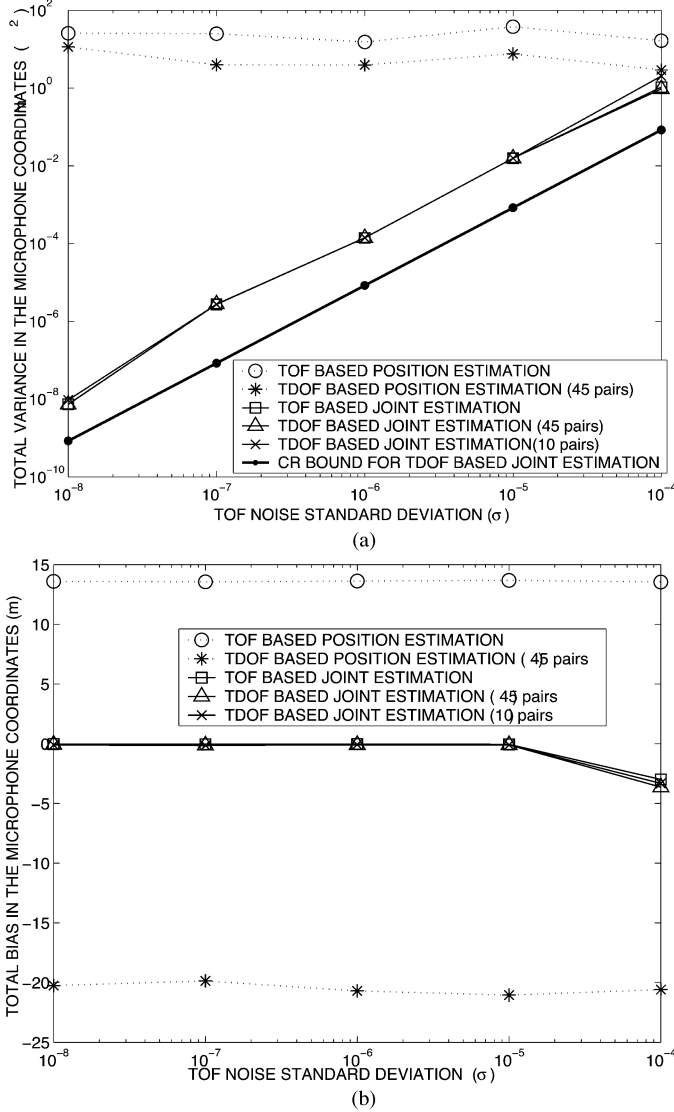 TOTAL VARIANCE IN THE MICROPHONE COORDINATES ( ²)
10²
10⁰
10⁻²
10⁻⁴
10⁻⁶
10⁻⁸
10⁻¹⁰
TOF BASED POSITION ESTIMATION
TDOF BASED POSITION ESTIMATION (45 pairs)
TOF BASED JOINT ESTIMATION
TDOF BASED JOINT ESTIMATION (45 pairs)
TDOF BASED JOINT ESTIMATION(10 pairs)
CR BOUND FOR TDOF BASED JOINT ESTIMATION
10⁻⁸ 10⁻⁷ 10⁻⁶ 10⁻⁵ 10⁻⁴
TOF NOISE STANDARD DEVIATION (σ)
(a)
TOTAL BIAS IN THE MICROPHONE COORDINATES (m)
15
10
5
0
−5
−10
−15
−20
−25
TOF BASED POSITION ESTIMATION
TDOF BASED POSITION ESTIMATION (45) pairs
TOF BASED JOINT ESTIMATION
TDOF BASED JOINT ESTIMATION (45) pairs
TDOF BASED JOINT ESTIMATION (10) pairs
10⁻⁸ 10⁻⁷ 10⁻⁶ 10⁻⁵ 10⁻⁴
TOF NOISE STANDARD DEVIATION (σ)
(b)